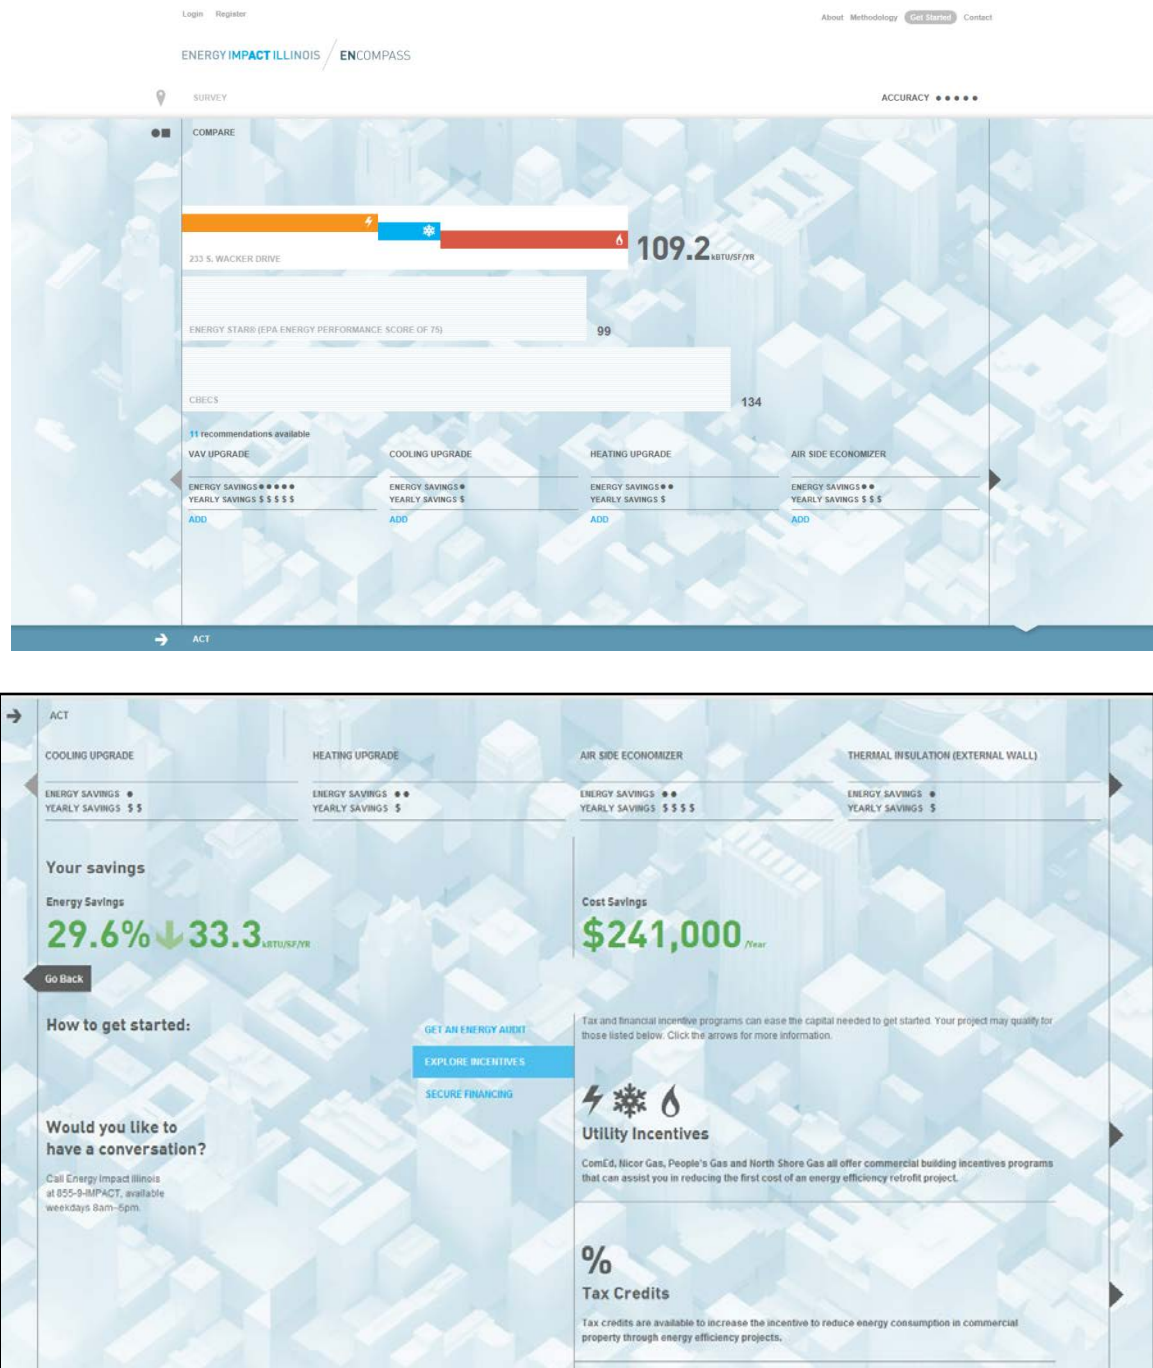 Login Register
About Methodology Get Started Contact
ENERGY IMPACT ILLINOIS / ENCOMPASS
SURVEY
ACCURACY
COMPARE
233 S. WACKER DRIVE
109.2 kBTU/SF/YR
ENERGY STAR® (EPA ENERGY PERFORMANCE SCORE OF 75)
99
CBECS
134
11 recommendations available
VAV UPGRADE
ENERGY SAVINGS ● ● ● ● ●
YEARLY SAVINGS $ $ $ $ $
ADD
COOLING UPGRADE
ENERGY SAVINGS ●
YEARLY SAVINGS $
ADD
HEATING UPGRADE
ENERGY SAVINGS ● ●
YEARLY SAVINGS $
ADD
AIR SIDE ECONOMIZER
ENERGY SAVINGS ● ●
YEARLY SAVINGS $ $ $
ADD
ACT
ACT
COOLING UPGRADE
ENERGY SAVINGS ●
YEARLY SAVINGS $ $
HEATING UPGRADE
ENERGY SAVINGS ● ●
YEARLY SAVINGS $
AIR SIDE ECONOMIZER
ENERGY SAVINGS ● ●
YEARLY SAVINGS $ $ $ $
THERMAL INSULATION (EXTERNAL WALL)
ENERGY SAVINGS ●
YEARLY SAVINGS $
Your savings
Energy Savings
29.6% 33.3 kBTU/SF/YR
Cost Savings
$241,000 /Year
Go Back
How to get started:
GET AN ENERGY AUDIT
EXPLORE INCENTIVES
SECURE FINANCING
Would you like to
have a conversation?
Call Energy Impact Illinois
at 855-9-IMPACT, available
weekdays 8am–6pm.
Tax and financial incentive programs can ease the capital needed to get started. Your project may qualify for
those listed below. Click the arrows for more information.
Utility Incentives
ComEd, Nicor Gas, People's Gas and North Shore Gas all offer commercial building incentives programs
that can assist you in reducing the first cost of an energy efficiency retrofit project.
%
Tax Credits
Tax credits are available to increase the incentive to reduce energy consumption in commercial
property through energy efficiency projects.